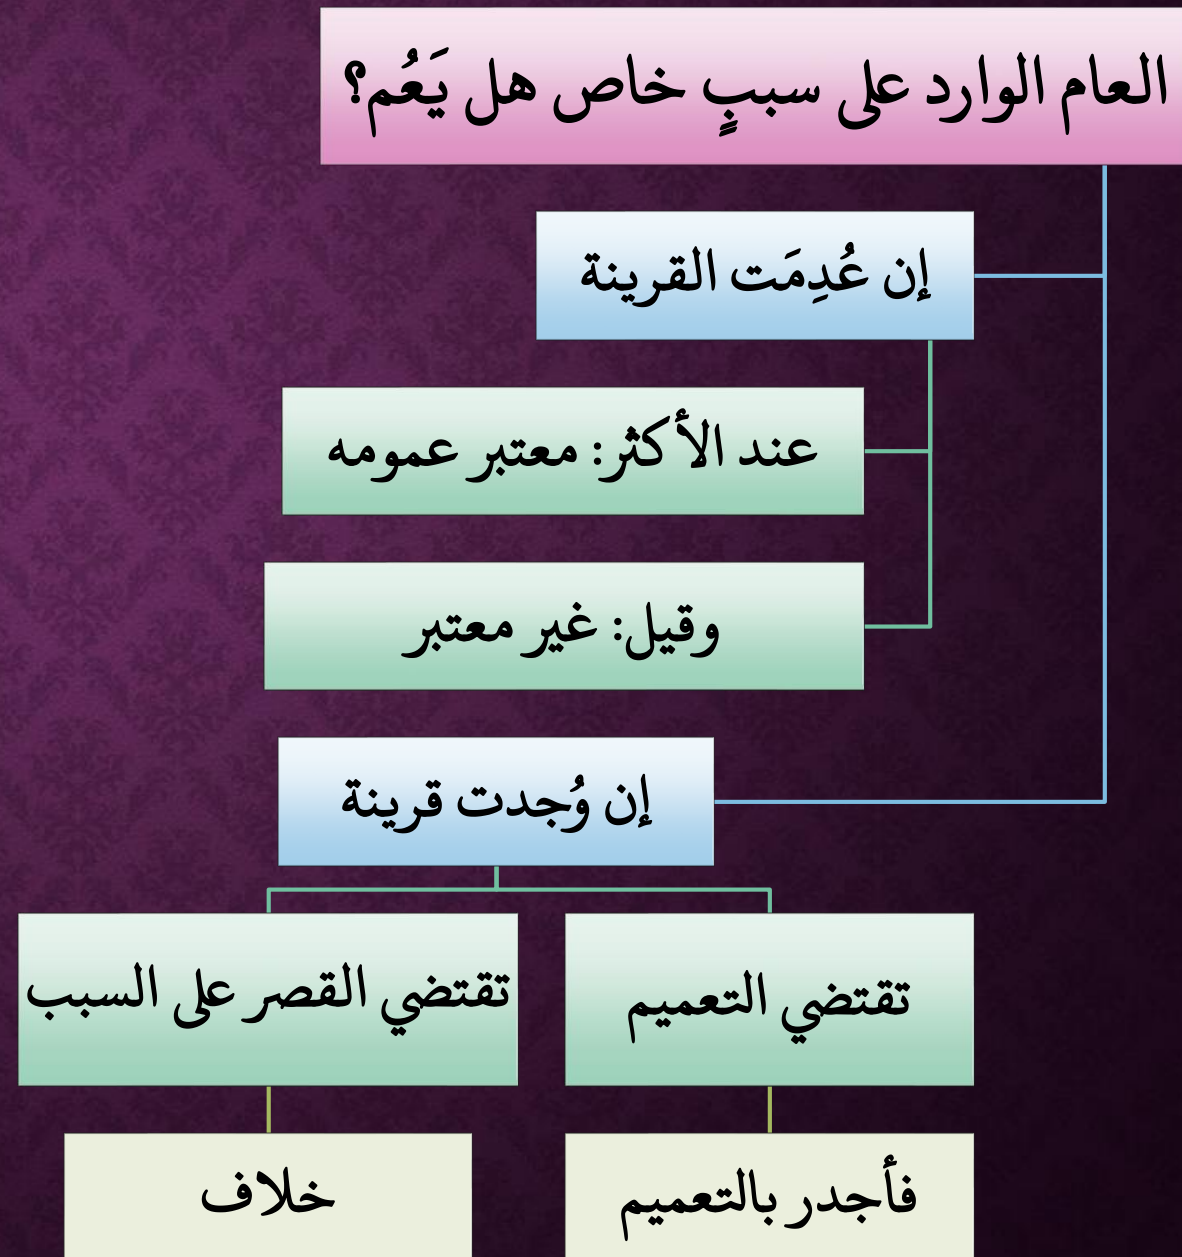 العام الوارد على سببٍ خاص هل يَعُم؟
إن عُدِمَت القرينة
عند الأكثر: معتبر عمومه
وقيل: غير معتبر
إن وُجدت قرينة
تقتضي التعميم
تقتضي القصر على السبب
فأجدر بالتعميم
خلاف